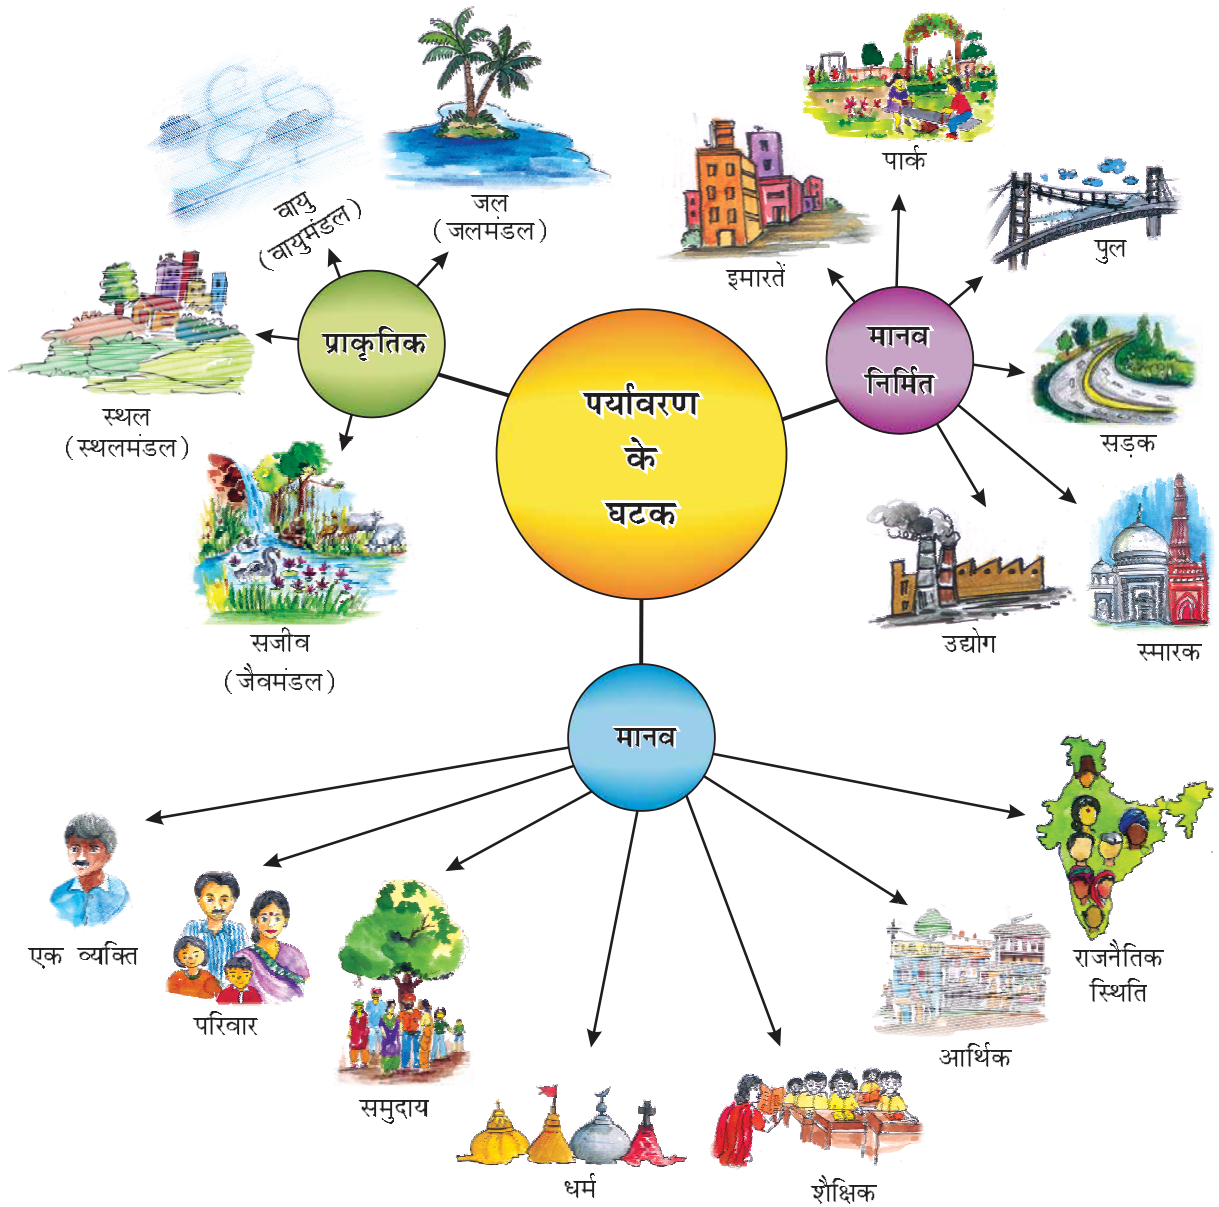 पर्यावरण
के
घटक
प्राकृतिक
वायु
(वायुमंडल)
जल
(जलमंडल)
स्थल
(स्थलमंडल)
सजीव
(जैवमंडल)
मानव
निर्मित
इमारतें
पार्क
पुल
सड़क
स्मारक
उद्योग
मानव
एक व्यक्ति
परिवार
समुदाय
धर्म
शैक्षिक
आर्थिक
राजनैतिक
स्थिति